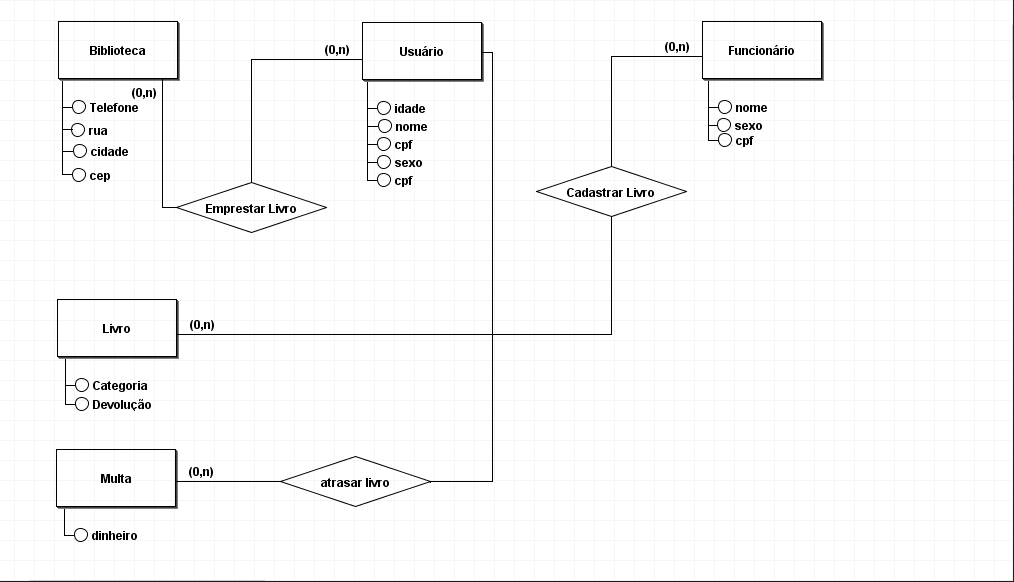 Biblioteca
(0,n)
Telefone
rua
cidade
cep
(0,n)
Usuário
idade
nome
cpf
sexo
cpf
(0,n)
Funcionário
nome
sexo
cpf
Emprestar Livro
Cadastrar Livro
Livro
(0,n)
Categoria
Devolução
Multa
(0,n)
atrasar livro
dinheiro